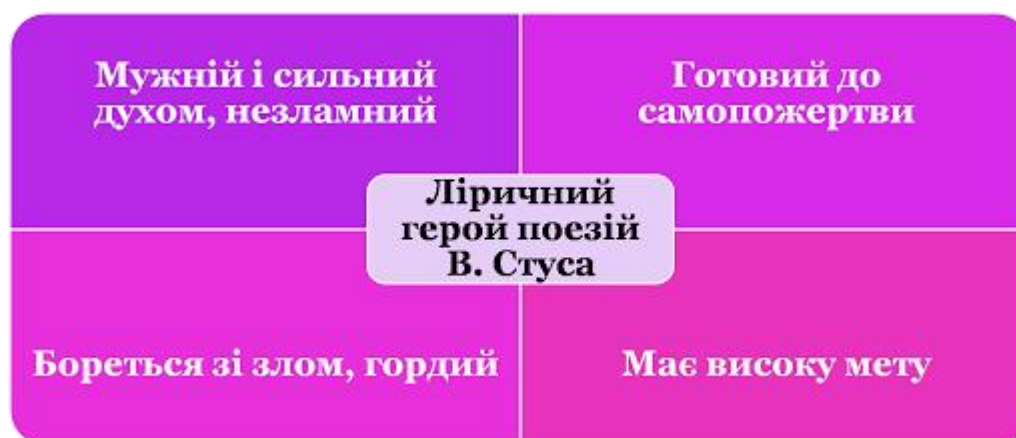 Мужній і сильний
духом, незламний
Готовий до
самопожертви
Ліричний
герой поезій
В. Стуса
Бореться зі злом, гордий
Має високу мету